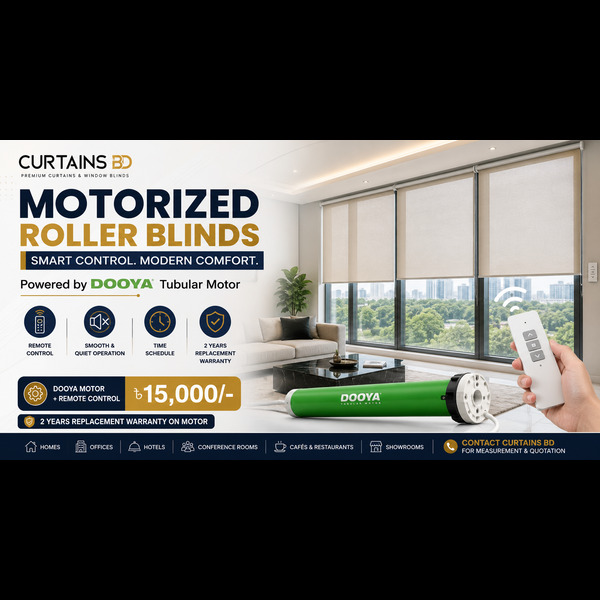 CURTAINS BD
PREMIUM CURTAINS & WINDOW BLINDS
MOTORIZED
ROLLER BLINDS
SMART CONTROL. MODERN COMFORT.
Powered by DOOYA Tubular Motor
REMOTE
CONTROL
SMOOTH &
QUIET OPERATION
TIME
SCHEDULE
2 YEARS
REPLACEMENT
WARRANTY
DOOYA MOTOR
+ REMOTE CONTROL
৳15,000/-
2 YEARS REPLACEMENT WARRANTY ON MOTOR
DOOYA
TUBULAR MOTOR
HOMES
OFFICES
HOTELS
CONFERENCE ROOMS
CAFÉS & RESTAURANTS
SHOWROOMS
CONTACT CURTAINS BD
FOR MEASUREMENT & QUOTATION